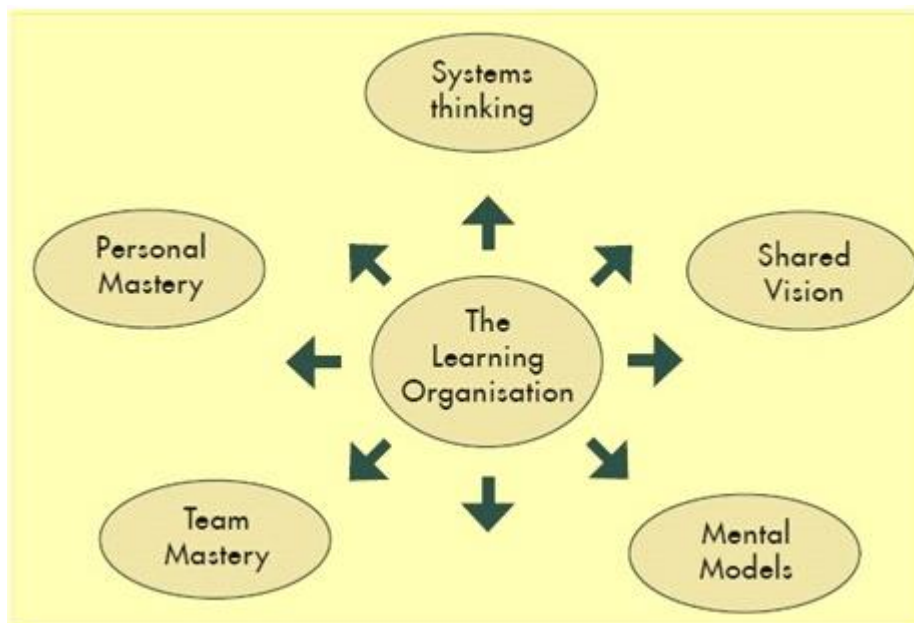 Systems
thinking
Personal
Mastery
Shared
Vision
The
Learning
Organisation
Team
Mastery
Mental
Models